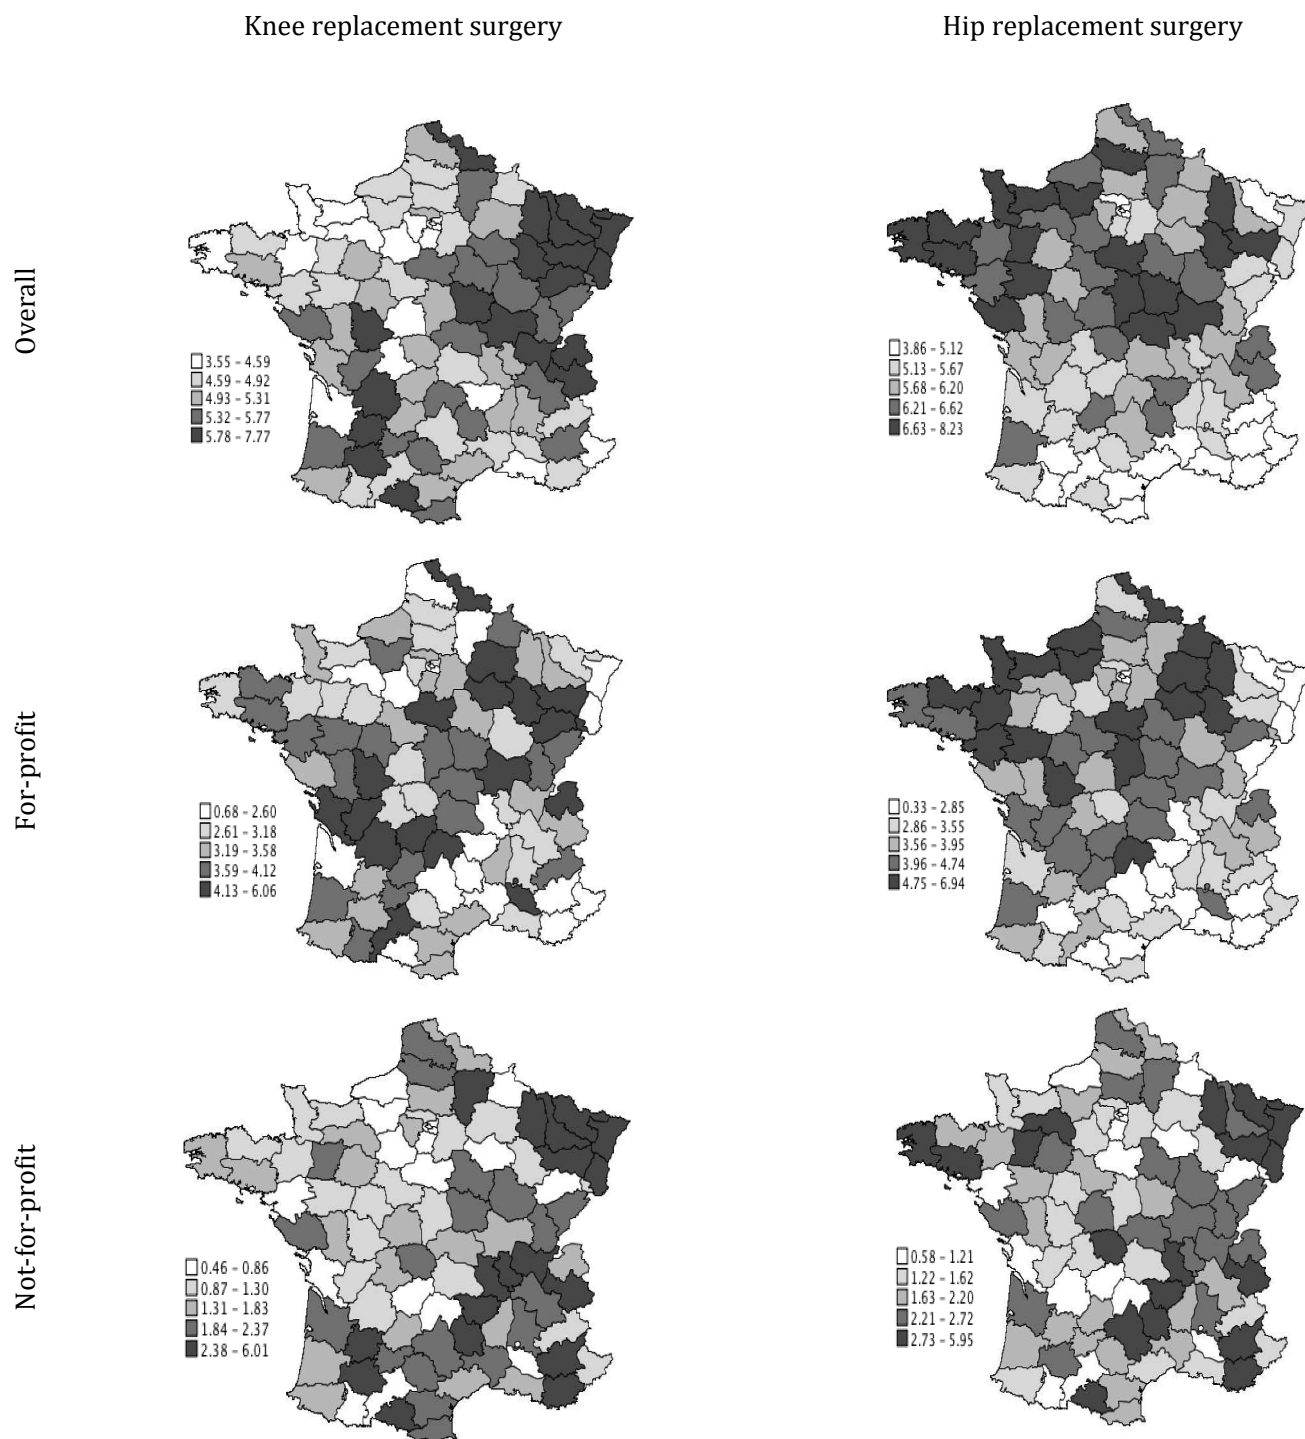 Knee replacement surgery
Hip replacement surgery
Overall
3.55 – 4.59
4.59 – 4.92
4.93 – 5.31
5.32 – 5.77
5.78 – 7.77
3.86 – 5.12
5.13 – 5.67
5.68 – 6.20
6.21 – 6.62
6.63 – 8.23
For-profit
0.68 – 2.60
2.61 – 3.18
3.19 – 3.58
3.59 – 4.12
4.13 – 6.06
0.33 – 2.85
2.86 – 3.55
3.56 – 3.95
3.96 – 4.74
4.75 – 6.94
Not-for-profit
0.46 – 0.86
0.87 – 1.30
1.31 – 1.83
1.84 – 2.37
2.38 – 6.01
0.58 – 1.21
1.22 – 1.62
1.63 – 2.20
2.21 – 2.72
2.73 – 5.95